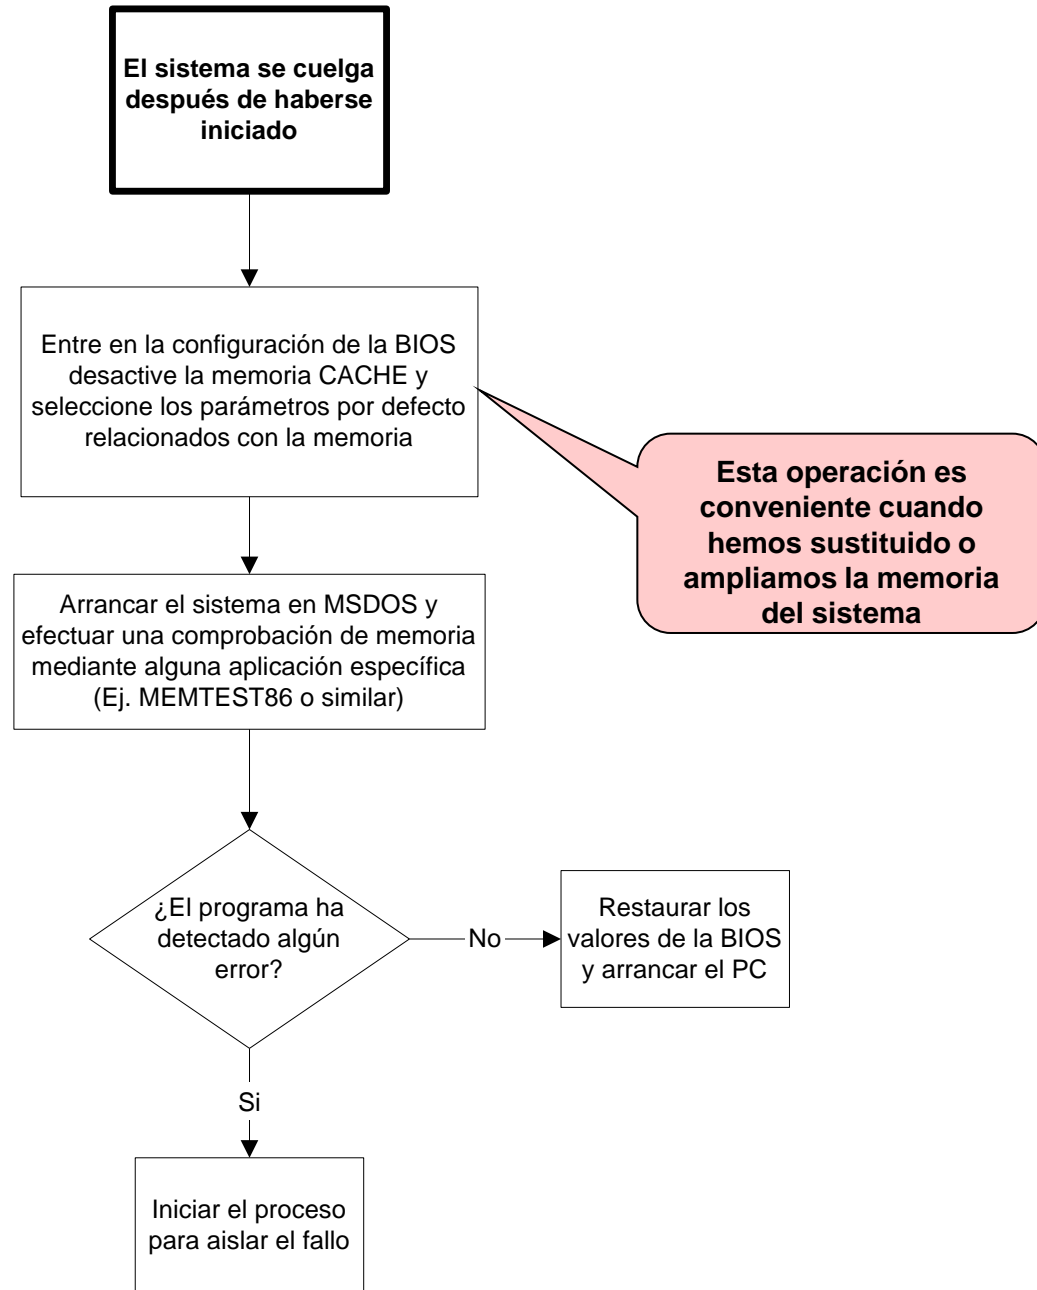 El sistema se cuelga
después de haberse
iniciado
Entre en la configuración de la BIOS
desactive la memoria CACHE y
seleccione los parámetros por defecto
relacionados con la memoria
Esta operación es
conveniente cuando
hemos sustituido o
ampliamos la memoria
del sistema
Arrancar el sistema en MSDOS y
efectuar una comprobación de memoria
mediante alguna aplicación específica
(Ej. MEMTEST86 o similar)
¿El programa ha
detectado algún
error?
No
Restaurar los
valores de la BIOS
y arrancar el PC
Si
Iniciar el proceso
para aislar el fallo